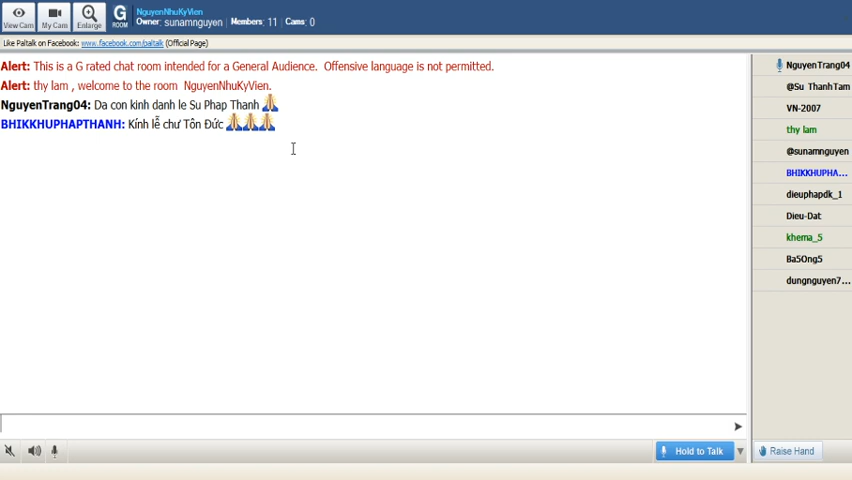 View Cam
My Cam
Enlarge
G
ROOM
NguyenNhuKyVien
Owner: sunamnguyen Members: 11 Cams: 0
Like Paltalk on Facebook: www.facebook.com/paltalk (Official Page)
Alert: This is a G rated chat room intended for a General Audience. Offensive language is not permitted.
Alert: thy lam , welcome to the room NguyenNhuKyVien.
NguyenTrang04: Da con kinh danh le Su Phap Thanh
BHIKKHUPHAPTHANH: Kính lễ chư Tôn Đức
NguyenTrang04
@Su ThanhTam
VN-2007
thy lam
@sunamnguyen
BHIKKHUPHA...
dieuphapdk_1
Dieu-Dat
khema_5
Ba5Ong5
dungnguyen7...
Hold to Talk
Raise Hand